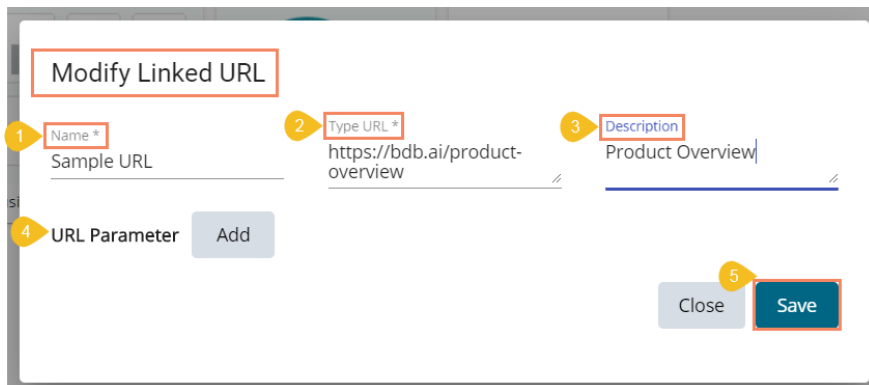 Modify Linked URL
1 Name * 2 Type URL * 3 Description
Sample URL https://bdb.ai/product- Product Overview
overview
si
4 URL Parameter Add
5
Close Save